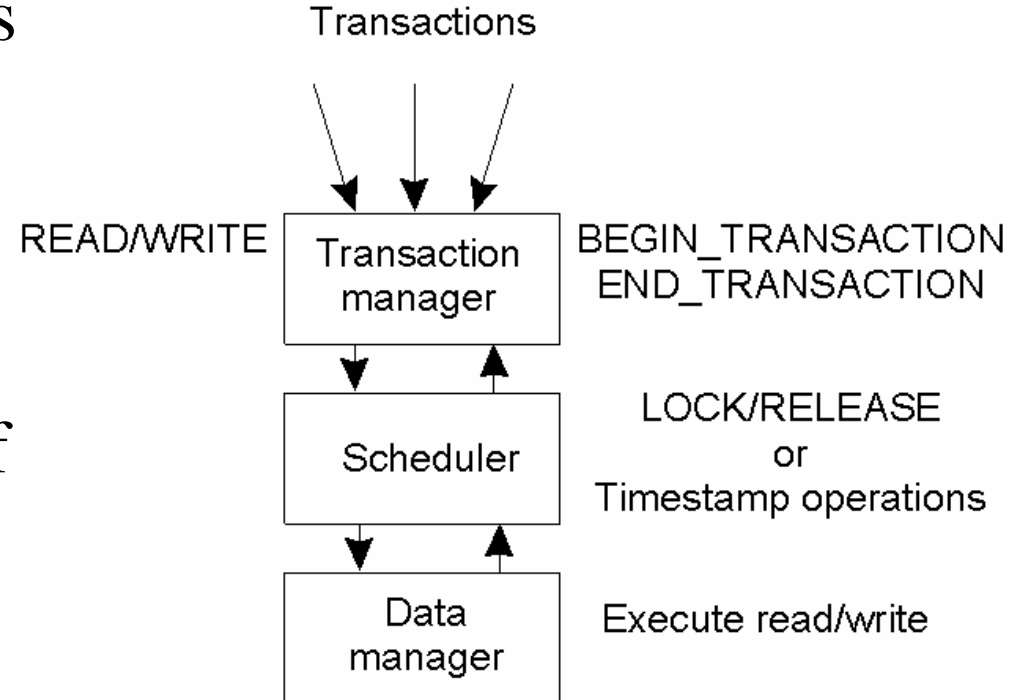 s
Transactions
READ/WRITE
Transaction
manager
BEGIN_TRANSACTION
END_TRANSACTION
f
Scheduler
LOCK/RELEASE
or
Timestamp operations
Data
manager
Execute read/write